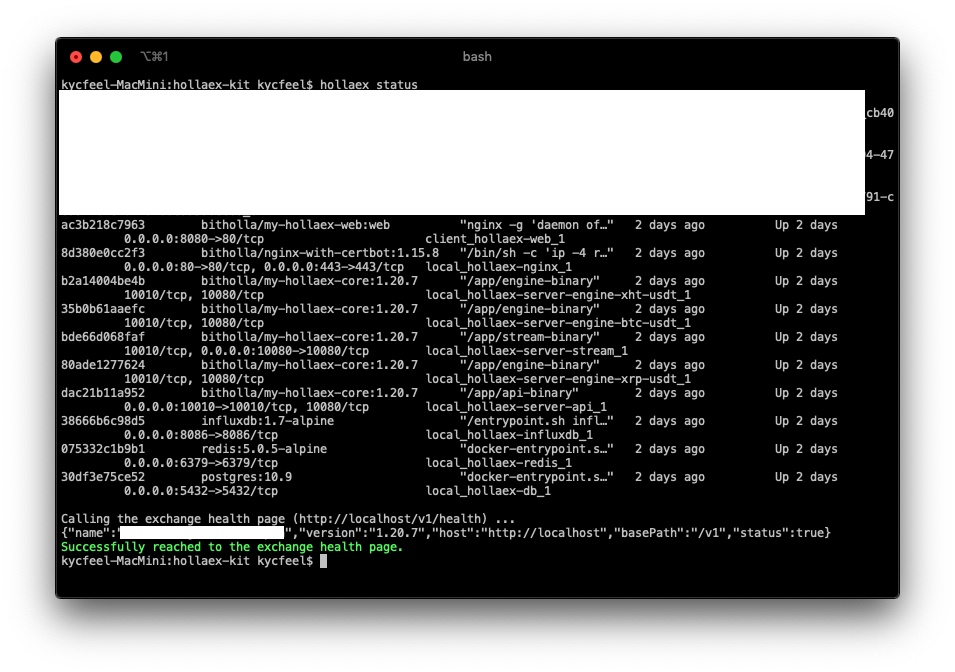 ⌥⌘1 bash
kycfeel-MacMini:hollaex-kit kycfeel$ hollaex status
_cb40
4-47
91-c
ac3b218c7963 bitholla/my-hollaex-web:web "nginx -g 'daemon of…" 2 days ago Up 2 days
0.0.0.0:8080->80/tcp client_hollaex-web_1
8d380e0cc2f3 bitholla/nginx-with-certbot:1.15.8 "/bin/sh -c 'ip -4 r…" 2 days ago Up 2 days
0.0.0.0:80->80/tcp, 0.0.0.0:443->443/tcp local_hollaex-nginx_1
b2a14004be4b bitholla/my-hollaex-core:1.20.7 "/app/engine-binary" 2 days ago Up 2 days
10010/tcp, 10080/tcp local_hollaex-server-engine-xht-usdt_1
35b0b61aaefc bitholla/my-hollaex-core:1.20.7 "/app/engine-binary" 2 days ago Up 2 days
10010/tcp, 10080/tcp local_hollaex-server-engine-btc-usdt_1
bde66d068faf bitholla/my-hollaex-core:1.20.7 "/app/stream-binary" 2 days ago Up 2 days
10010/tcp, 0.0.0.0:10080->10080/tcp local_hollaex-server-stream_1
80ade1277624 bitholla/my-hollaex-core:1.20.7 "/app/engine-binary" 2 days ago Up 2 days
10010/tcp, 10080/tcp local_hollaex-server-engine-xrp-usdt_1
dac21b11a952 bitholla/my-hollaex-core:1.20.7 "/app/api-binary" 2 days ago Up 2 days
0.0.0.0:10010->10010/tcp, 10080/tcp local_hollaex-server-api_1
38666b6c98d5 influxdb:1.7-alpine "/entrypoint.sh infl…" 2 days ago Up 2 days
0.0.0.0:8086->8086/tcp local_hollaex-influxdb_1
075332c1b9b1 redis:5.0.5-alpine "docker-entrypoint.s…" 2 days ago Up 2 days
0.0.0.0:6379->6379/tcp local_hollaex-redis_1
30df3e75ce52 postgres:10.9 "docker-entrypoint.s…" 2 days ago Up 2 days
0.0.0.0:5432->5432/tcp local_hollaex-db_1
Calling the exchange health page (http://localhost/v1/health) ...
{"name":" ","version":"1.20.7","host":"http://localhost","basePath":"/v1","status":true}
Successfully reached to the exchange health page.
kycfeel-MacMini:hollaex-kit kycfeel$